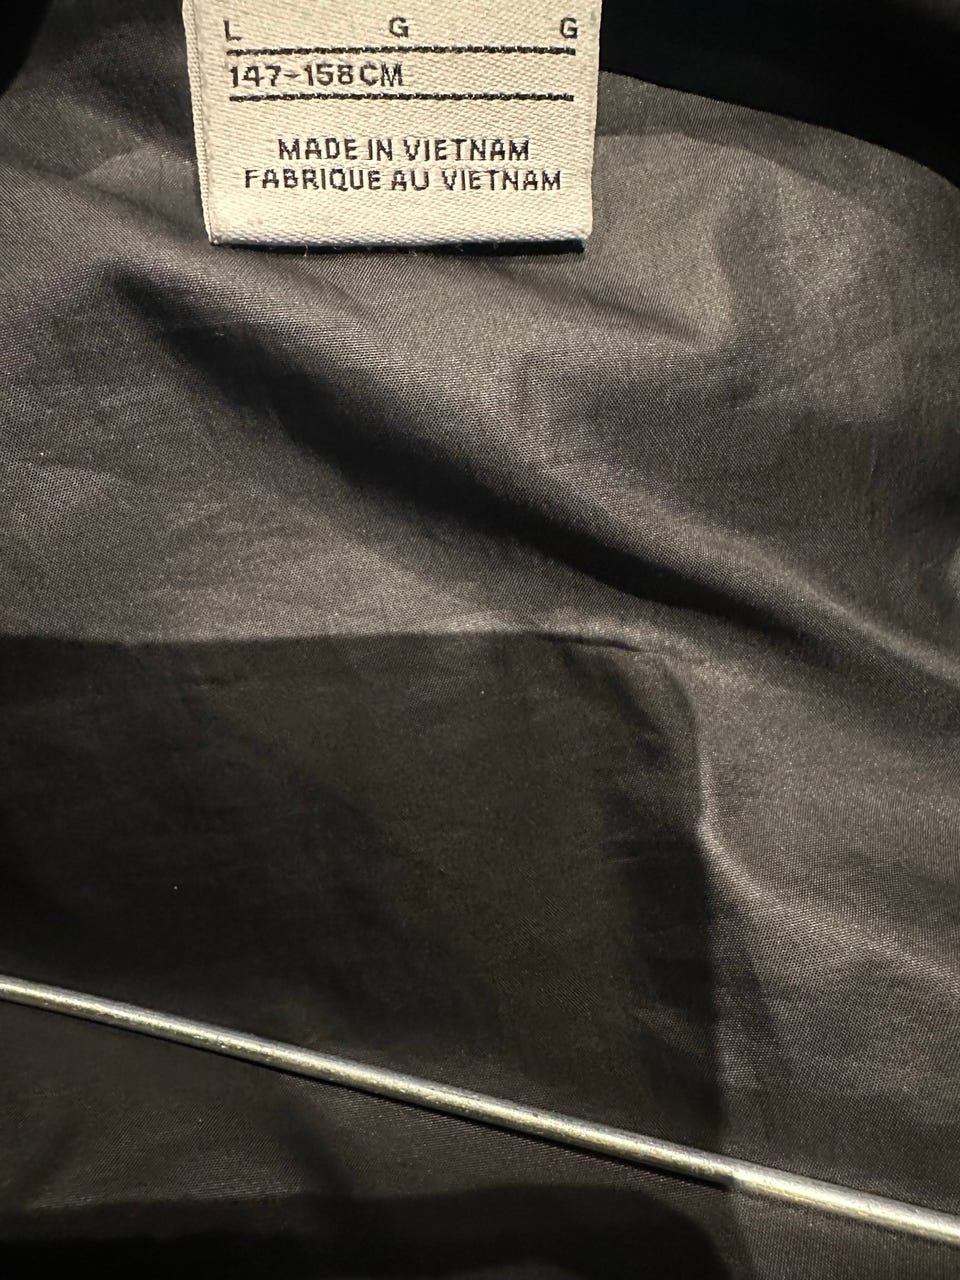 L G G
147-158CM
MADE IN VIETNAM
FABRIQUE AU VIETNAM